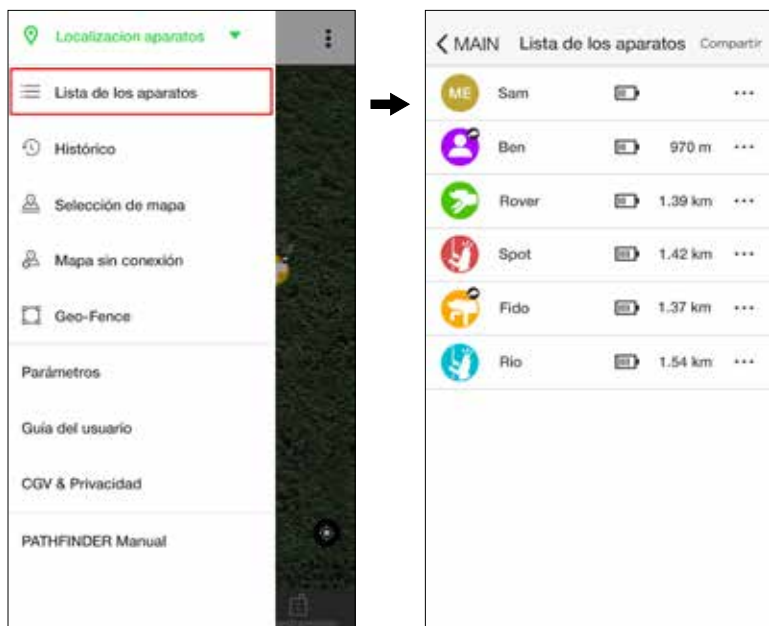 Localizacion aparatos
Lista de los aparatos
Histórico
Selección de mapa
Mapa sin conexión
Geo-Fence
Parámetros
Guía del usuario
CGV & Privacidad
PATHFINDER Manual
MAIN Lista de los aparatos Compartir
ME Sam
Ben 970 m
Rover 1.39 km
Spot 1.42 km
Fido 1.37 km
Rio 1.54 km